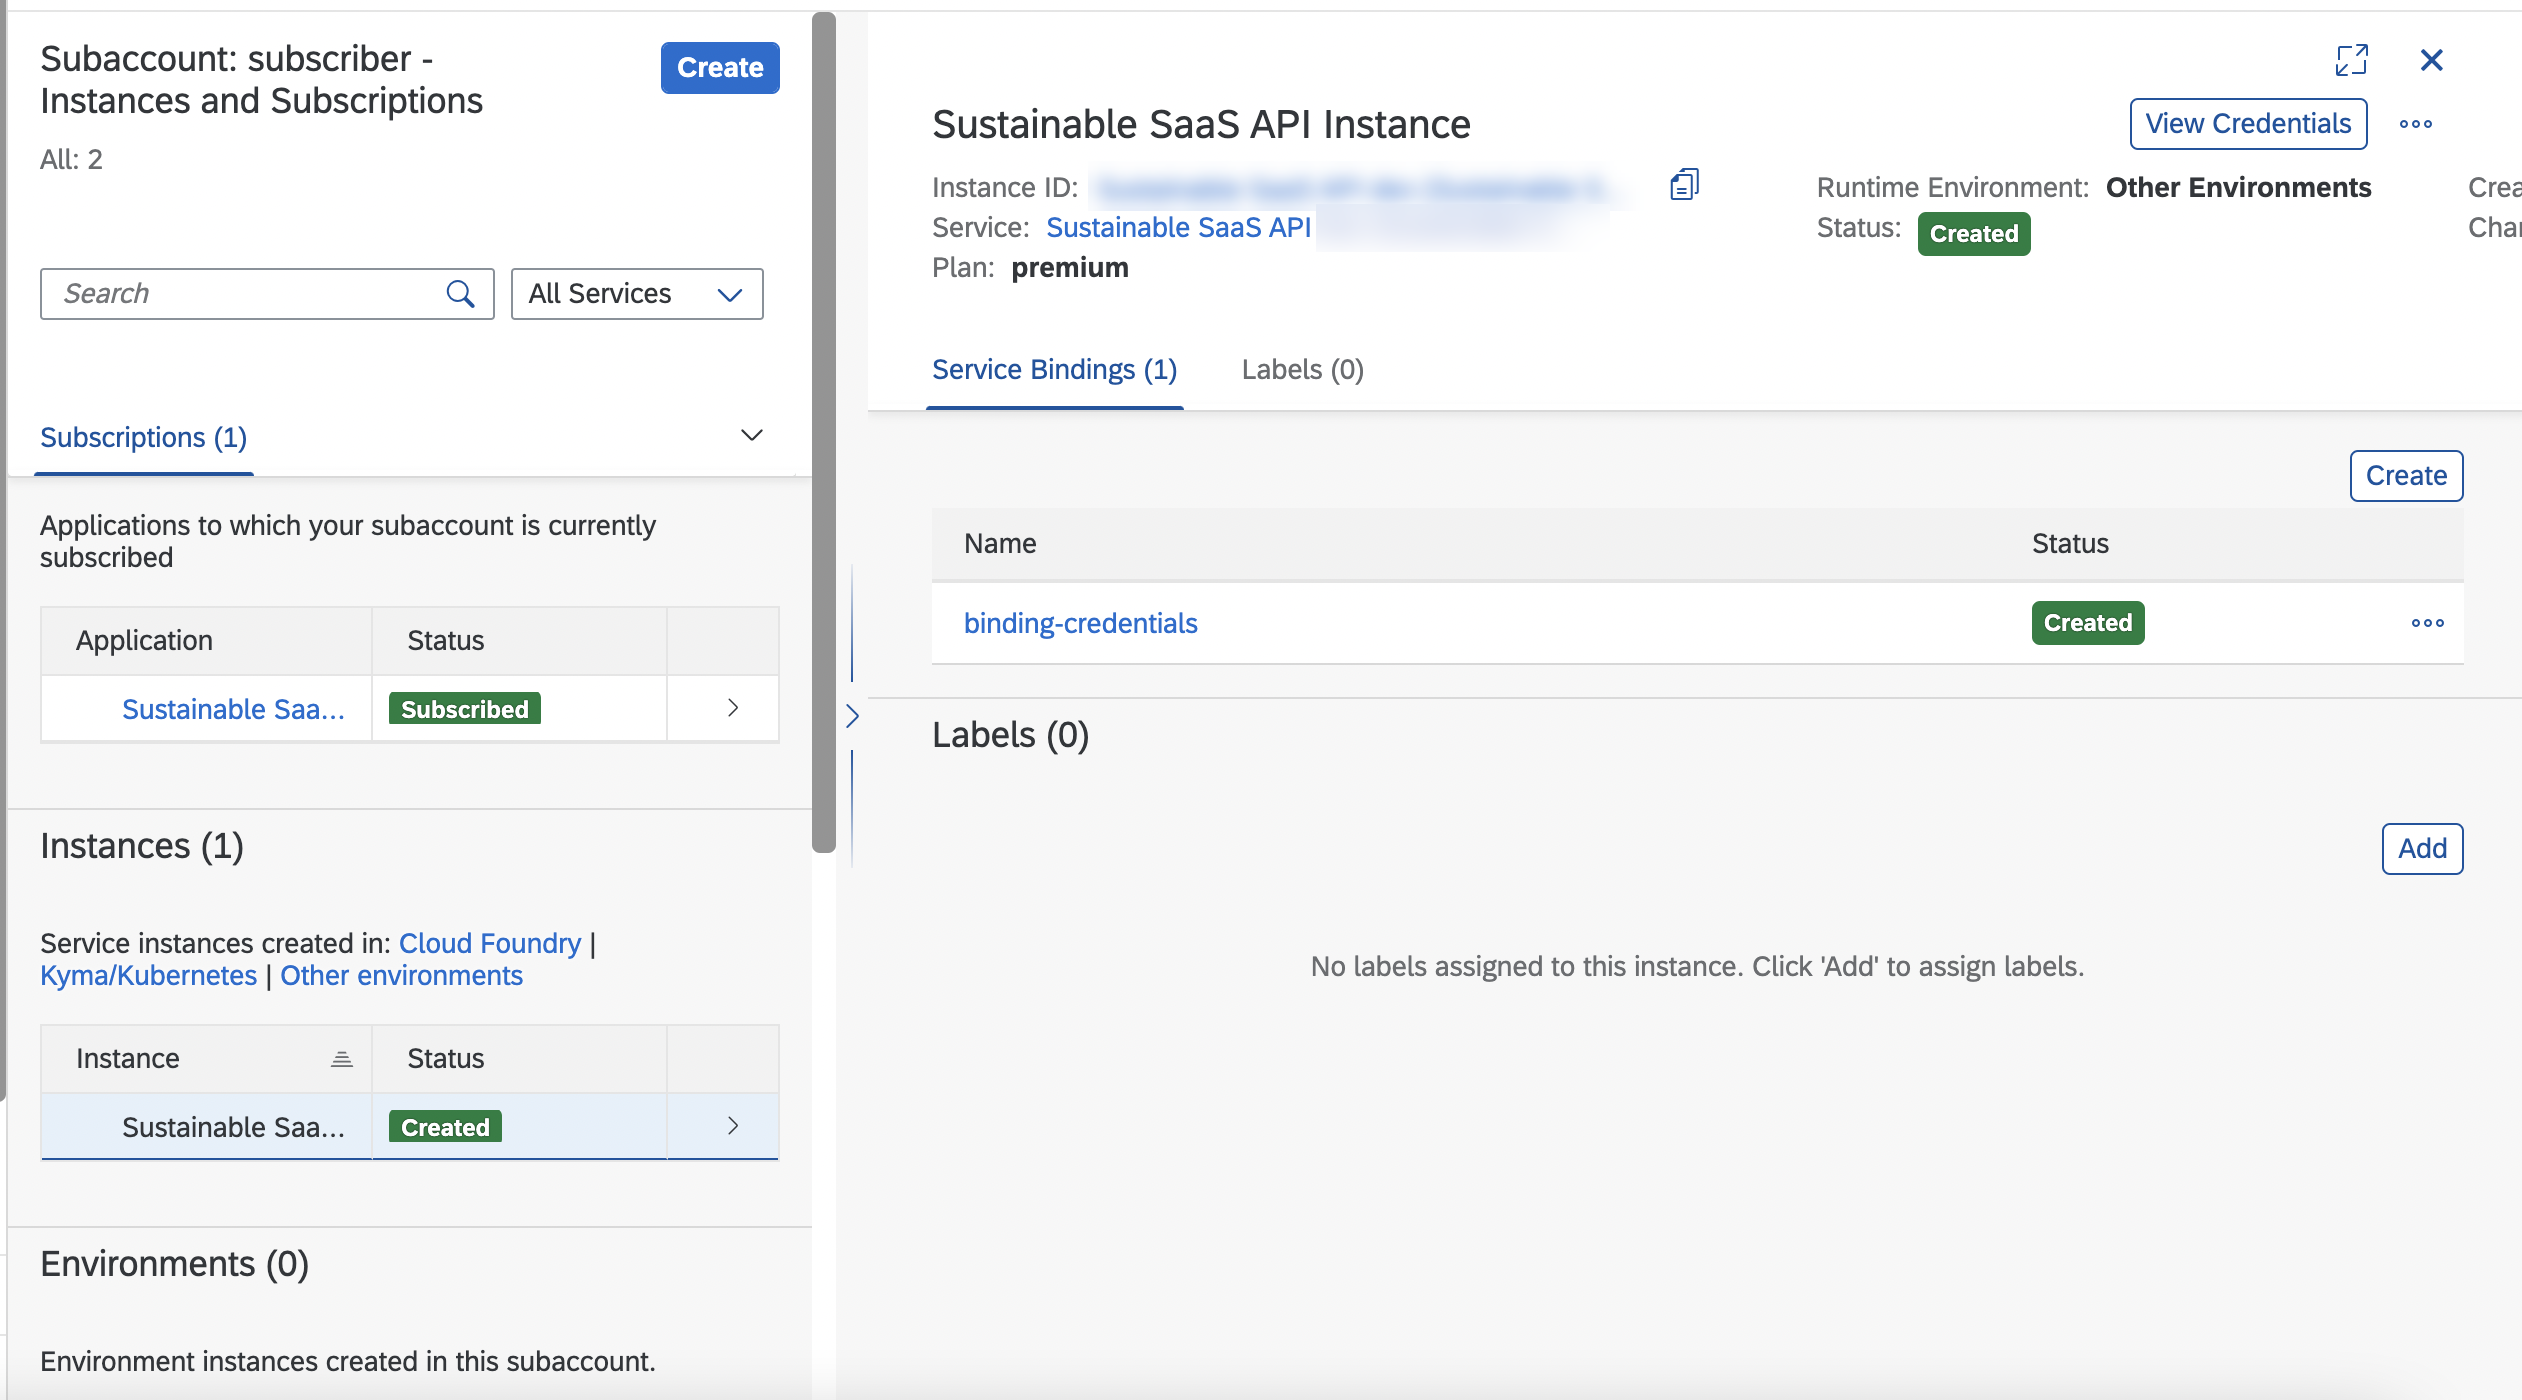 Subaccount: subscriber -
Instances and Subscriptions
Create
All: 2
Search
All Services
Subscriptions (1)
Applications to which your subaccount is currently
subscribed
Application Status
Sustainable Saa... Subscribed
Instances (1)
Service instances created in: Cloud Foundry |
Kyma/Kubernetes | Other environments
Instance Status
Sustainable Saa... Created
Environments (0)
Environment instances created in this subaccount.
Sustainable SaaS API Instance
View Credentials
Instance ID:
Service: Sustainable SaaS API
Plan: premium
Runtime Environment: Other Environments
Status: Created
Service Bindings (1) Labels (0)
Create
Name Status
binding-credentials Created
Labels (0)
Add
No labels assigned to this instance. Click 'Add' to assign labels.